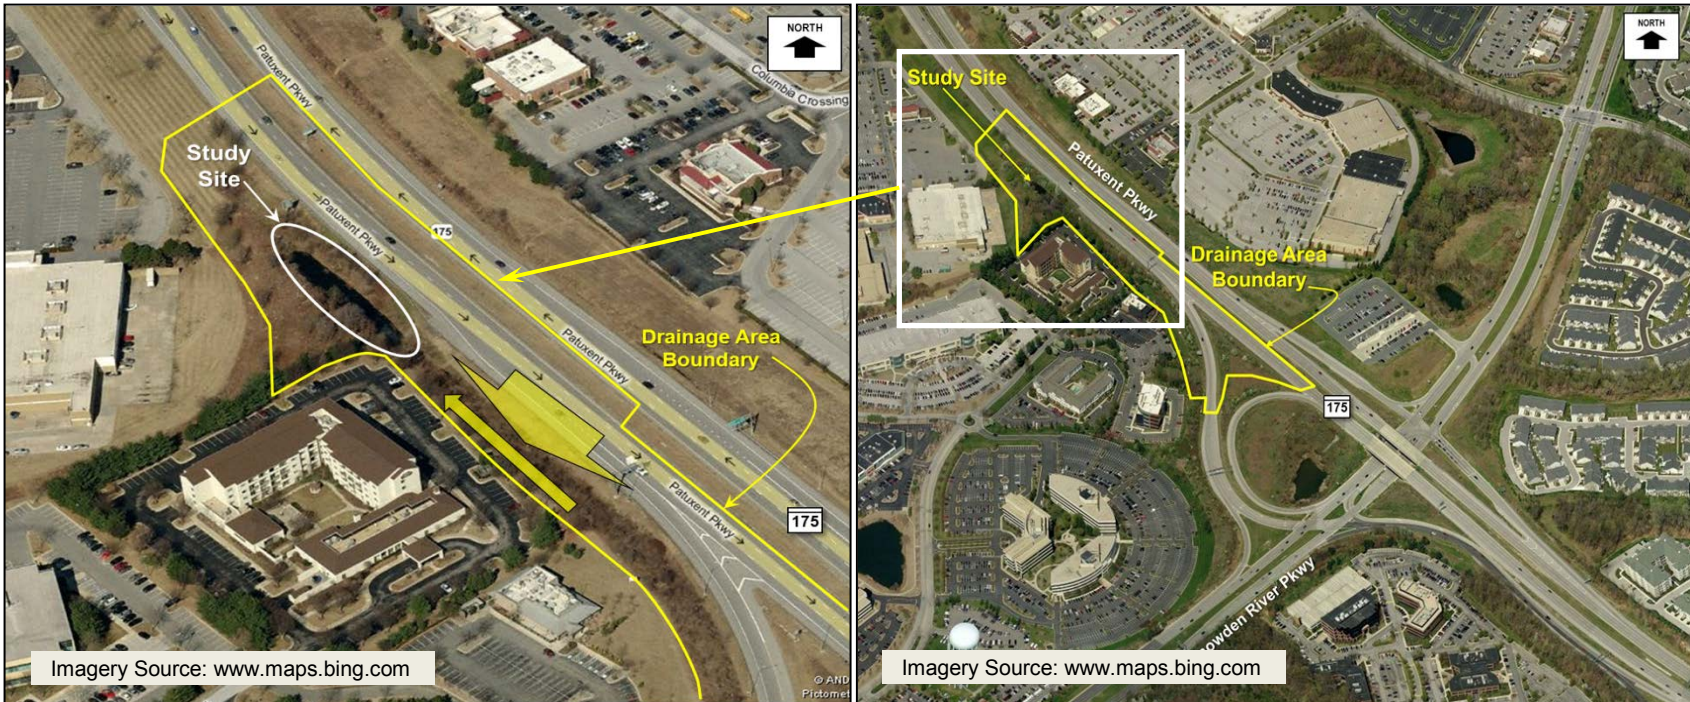 NORTH
Patuxent Pkwy
Columbia Crossing
Study
Site
Patuxent Pkwy
175
Patuxent Pkwy
Drainage Area
Boundary
Patuxent Pkwy
175
Imagery Source: www.maps.bing.com
© AND
Pictomet
NORTH
Study Site
Patuxent Pkwy
Drainage Area
Boundary
175
owden River Pkwy
Imagery Source: www.maps.bing.com